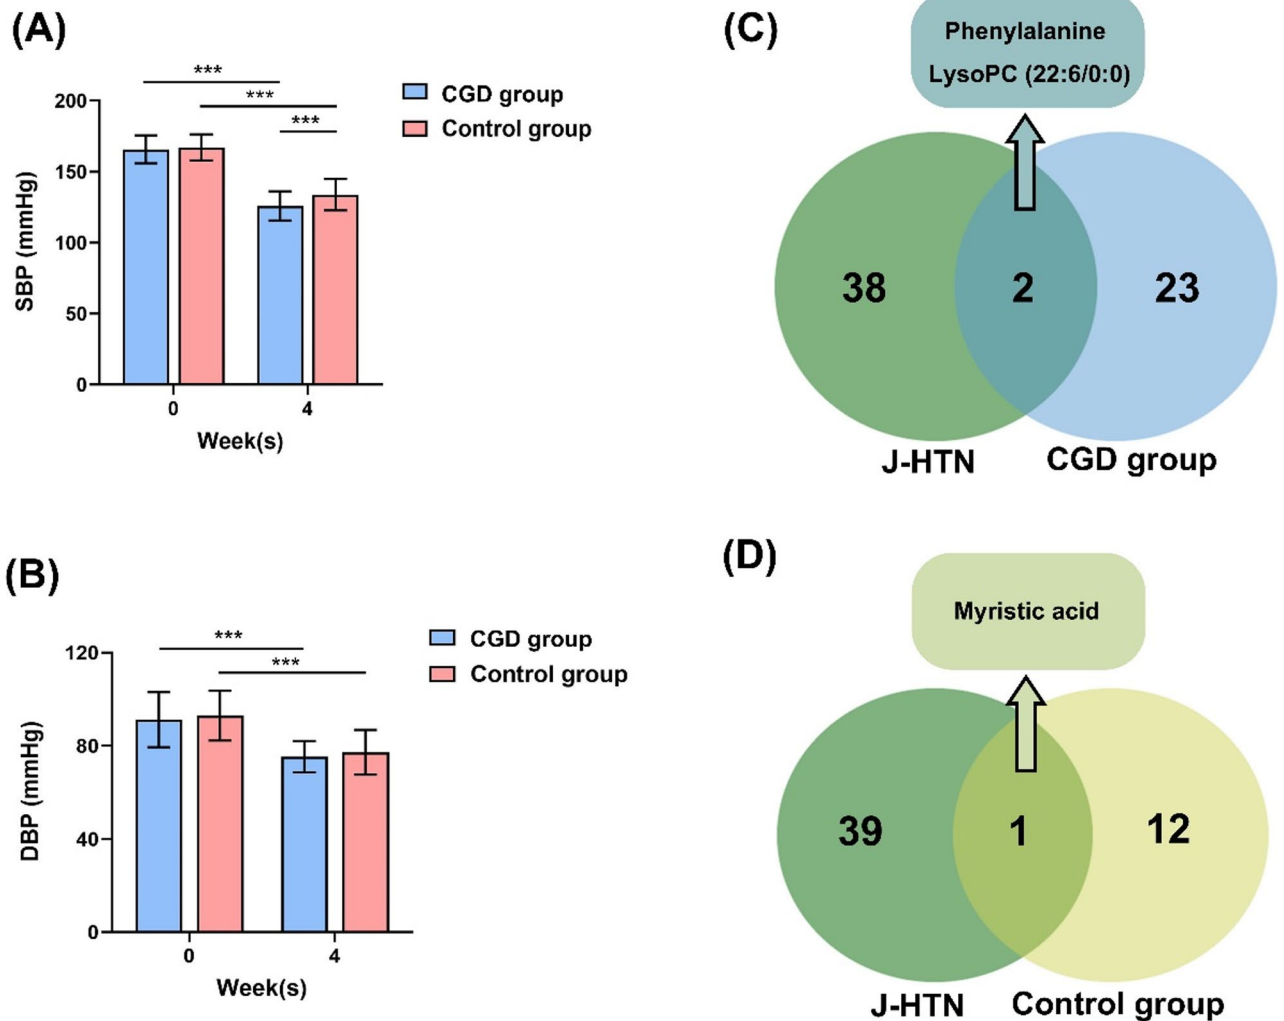 (A)
***
***
***
CGD group
Control group
200
150
100
50
0
SBP (mmHg)
0
4
Week(s)
(B)
***
***
CGD group
Control group
120
80
40
0
DBP (mmHg)
0
4
Week(s)
(C)
Phenylalanine
LysoPC (22:6/0:0)
38
2
23
J-HTN
CGD group
(D)
Myristic acid
39
1
12
J-HTN
Control group